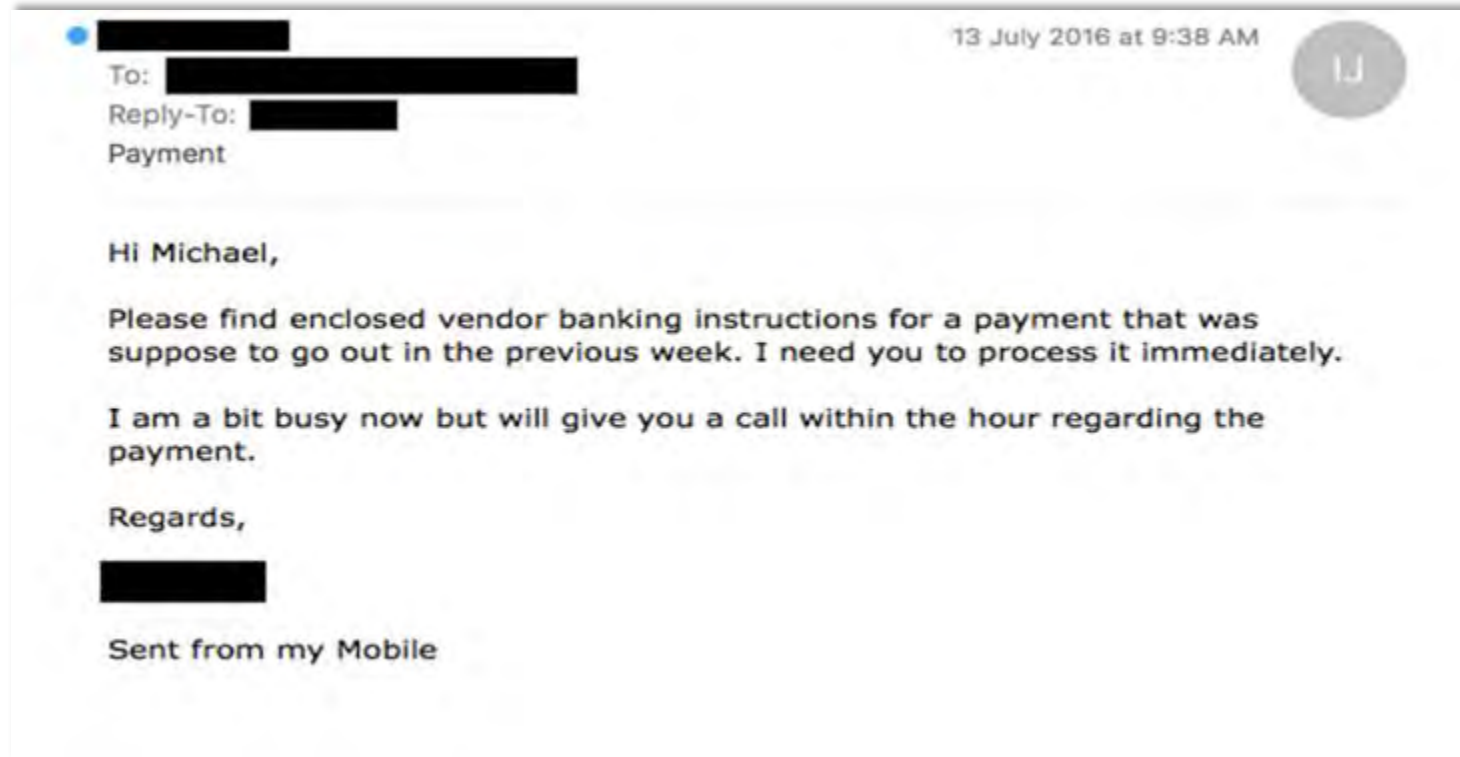 13 July 2016 at 9:38 AM
IJ
To:
Reply-To:
Payment
Hi Michael,
Please find enclosed vendor banking instructions for a payment that was
suppose to go out in the previous week. I need you to process it immediately.
I am a bit busy now but will give you a call within the hour regarding the
payment.
Regards,
Sent from my Mobile